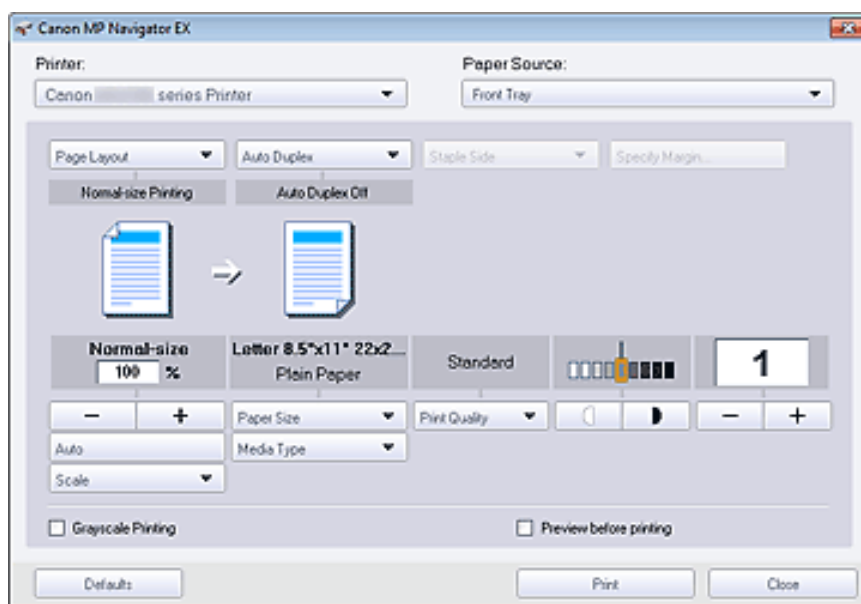 Canon MP Navigator EX
Printer: Paper Source:
Canon series Printer Front Tray
Page Layout Auto Duplex Staple Side Specify Margin...
Normal-size Printing Auto Duplex Off
Normal-size Letter 8.5"x11" 22x2... Standard 1
100 % Plain Paper
- + Paper Size Print Quality - +
Auto Media Type
Scale
Grayscale Printing Preview before printing
Defaults Print Close